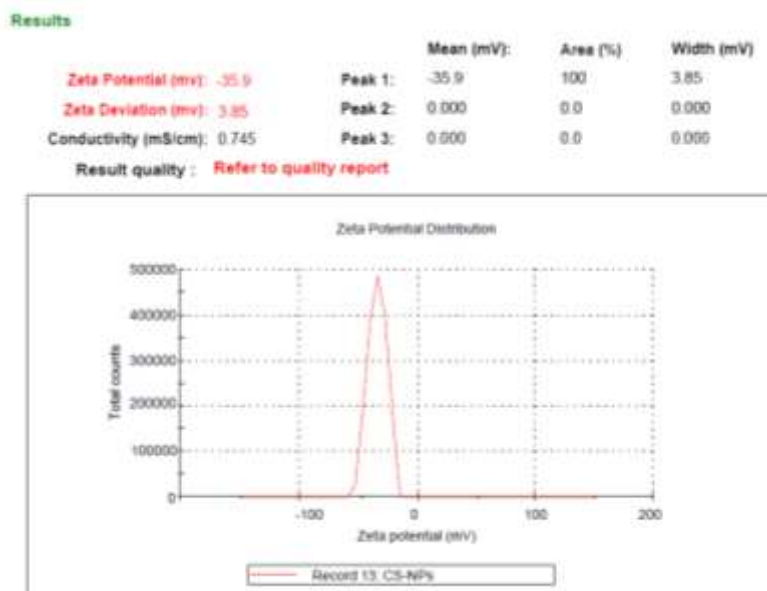 Results
Mean (mV): Area (%) Width (mV)
Zeta Potential (mv): -35.9 Peak 1: -35.9 100 3.85
Zeta Deviation (mv): 3.85 Peak 2: 0.000 0.0 0.000
Conductivity (mS/cm): 0.745 Peak 3: 0.000 0.0 0.000
Result quality : Refer to quality report
Zeta Potential Distribution
500000
400000
300000
200000
100000
0
Total counts
-100 0 100 200
Zeta potential (mV)
Record 13: CS-NPs